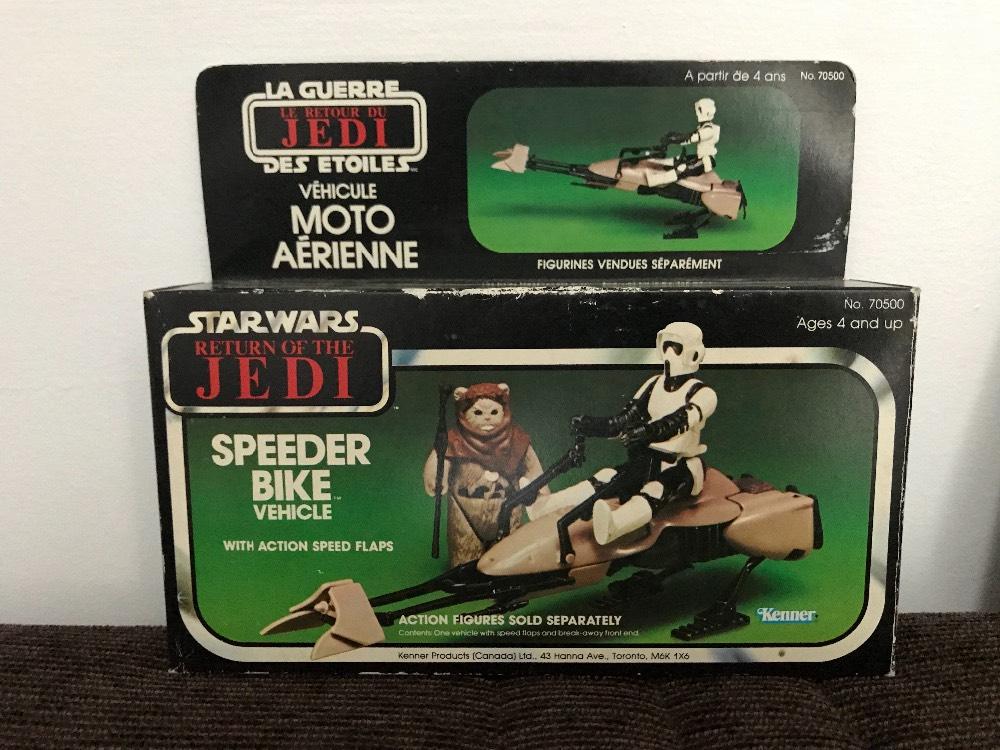 A partir de 4 ans No. 70500
LA GUERRE
LE RETOUR DU
JEDI
DES ETOILES
VÉHICULE
MOTO
AÉRIENNE
FIGURINES VENDUES SÉPARÉMENT
No. 70500
Ages 4 and up
STAR WARS
RETURN OF THE
JEDI
SPEEDER
BIKE
VEHICLE
WITH ACTION SPEED FLAPS
ACTION FIGURES SOLD SEPARATELY
Contents: One vehicle with speed flaps and break-away front end.
Kenner
Kenner Products (Canada) Ltd., 43 Hanna Ave., Toronto, M6K 1X6